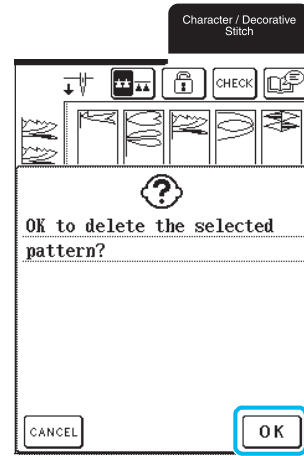 Character / Decorative
Stitch
CHECK
OK to delete the selected
pattern?
CANCEL
OK